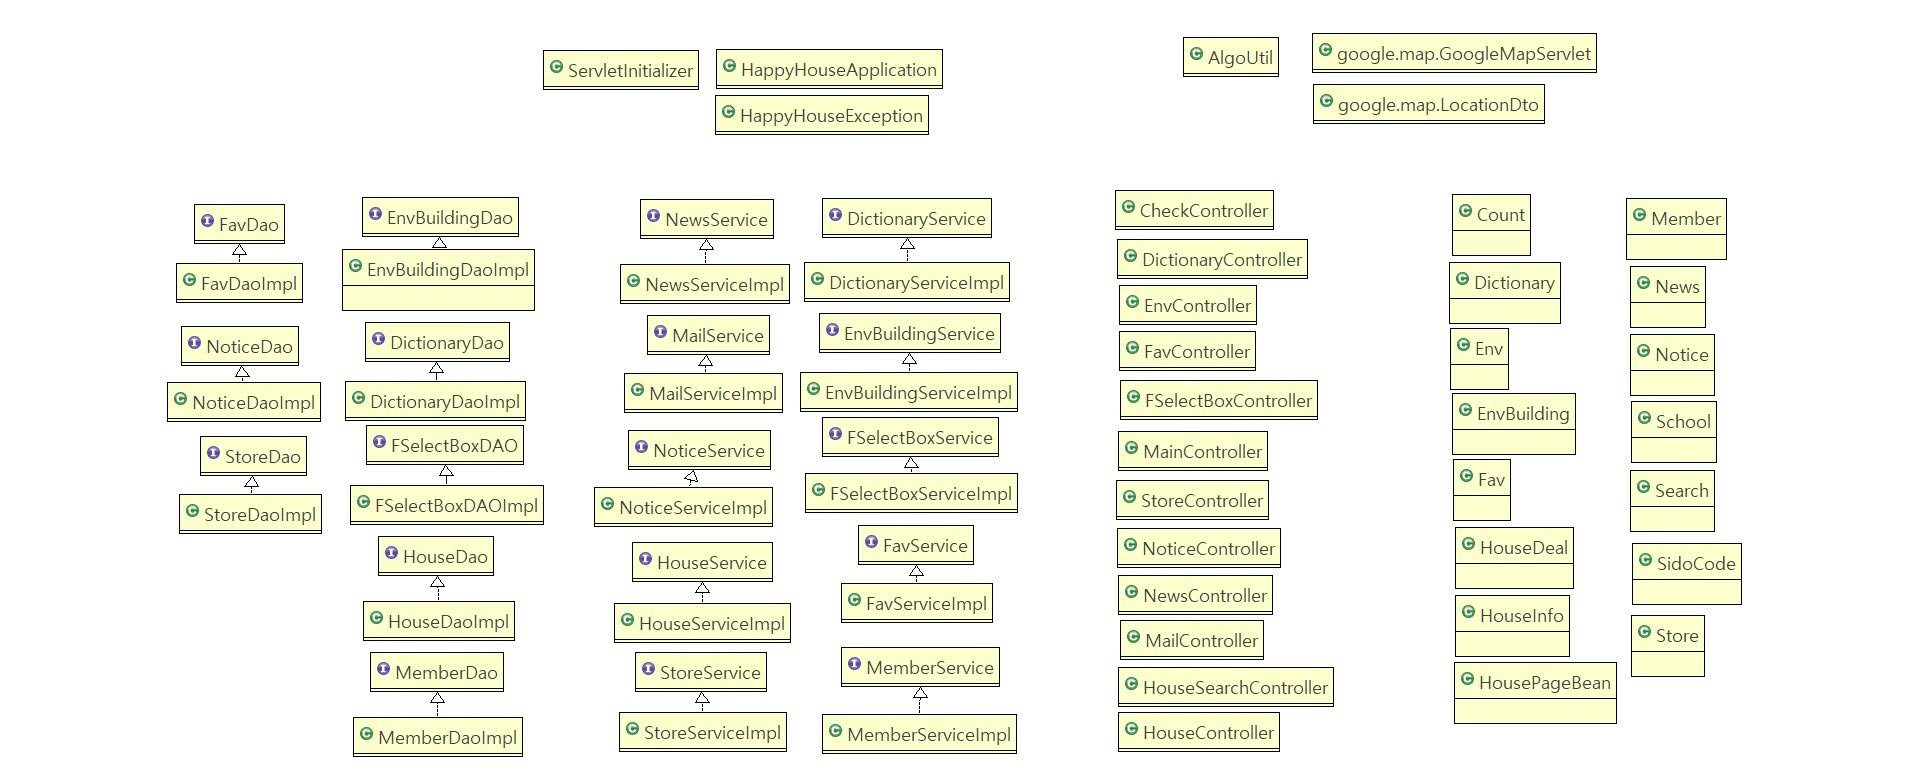 ServletInitializer
HappyHouseApplication
HappyHouseException
AlgoUtil
google.map.GoogleMapServlet
google.map.LocationDto
FavDao
FavDaoImpl
NoticeDao
NoticeDaoImpl
StoreDao
StoreDaoImpl
EnvBuildingDao
EnvBuildingDaoImpl
DictionaryDao
DictionaryDaoImpl
FSelectBoxDAO
FSelectBoxDAOImpl
HouseDao
HouseDaoImpl
MemberDao
MemberDaoImpl
NewsService
NewsServiceImpl
MailService
MailServiceImpl
NoticeService
NoticeServiceImpl
HouseService
HouseServiceImpl
StoreService
StoreServiceImpl
DictionaryService
DictionaryServiceImpl
EnvBuildingService
EnvBuildingServiceImpl
FSelectBoxService
FSelectBoxServiceImpl
FavService
FavServiceImpl
MemberService
MemberServiceImpl
CheckController
DictionaryController
EnvController
FavController
FSelectBoxController
MainController
StoreController
NoticeController
NewsController
MailController
HouseSearchController
HouseController
Count
Dictionary
Env
EnvBuilding
Fav
HouseDeal
HouseInfo
HousePageBean
Member
News
Notice
School
Search
SidoCode
Store